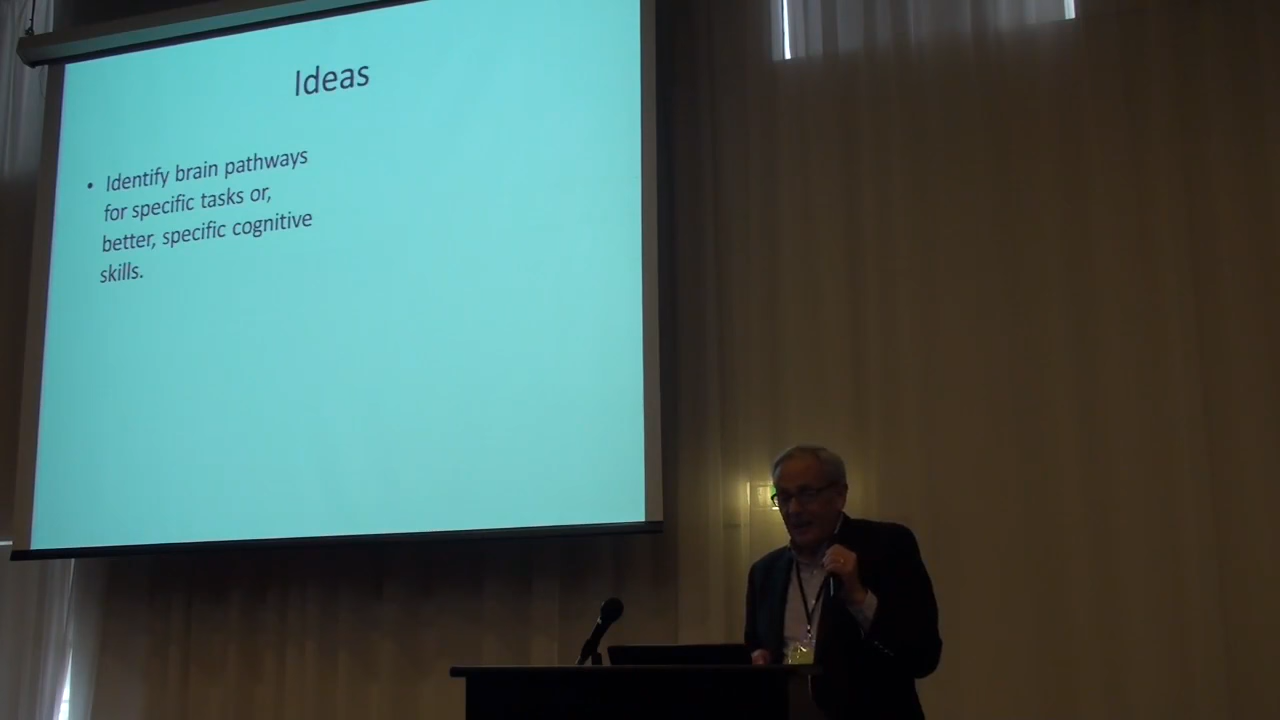 Ideas
• Identify brain pathways
for specific tasks or,
better, specific cognitive
skills.